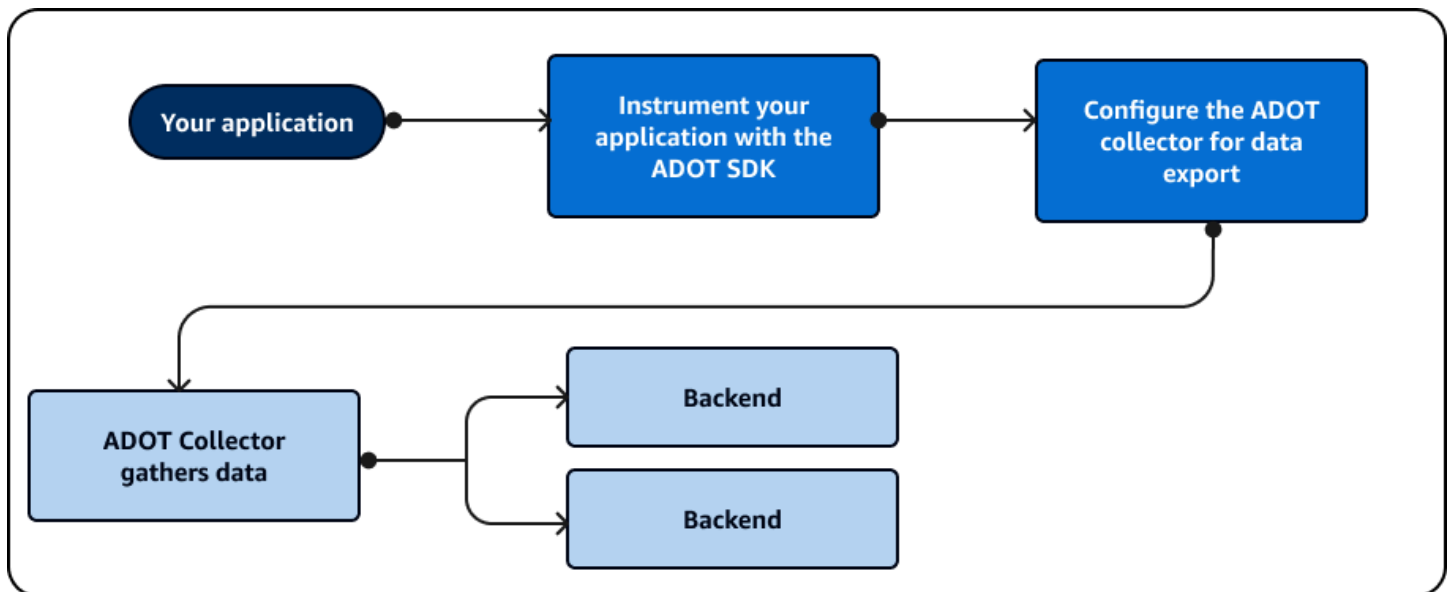 Your application
Instrument your
application with the
ADOT SDK
Configure the ADOT
collector for data
export
ADOT Collector
gathers data
Backend
Backend